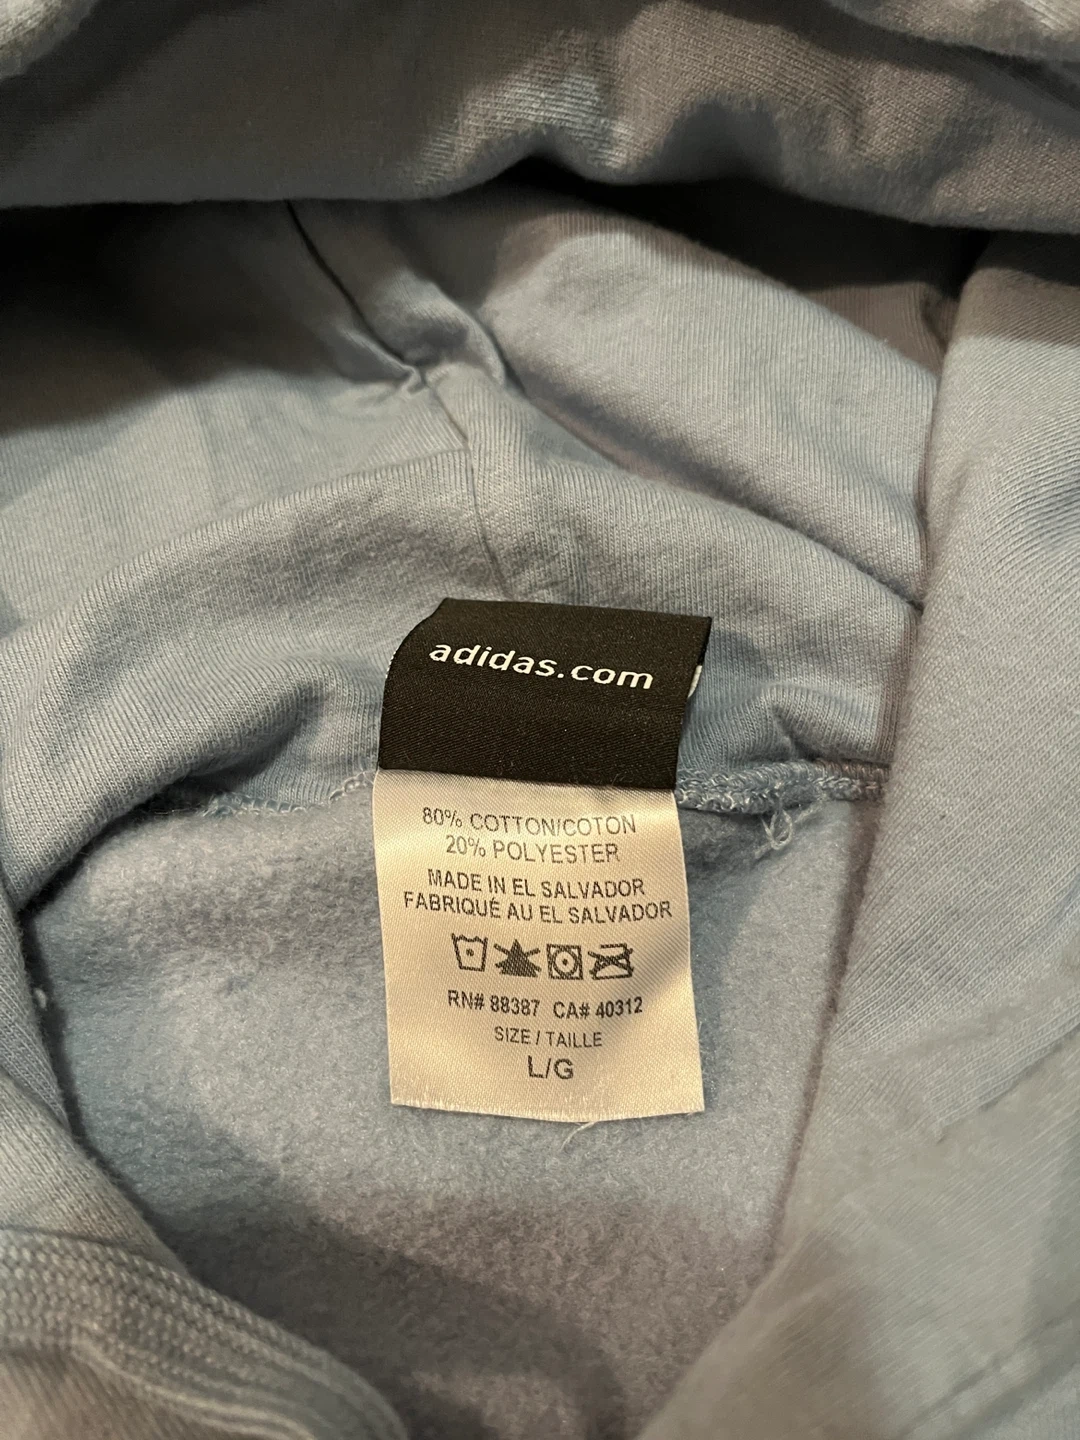 adidas.com
80% COTTON/COTON
20% POLYESTER
MADE IN EL SALVADOR
FABRIQUÉ AU EL SALVADOR
RN# 88387 CA# 40312
SIZE / TAILLE
L/G